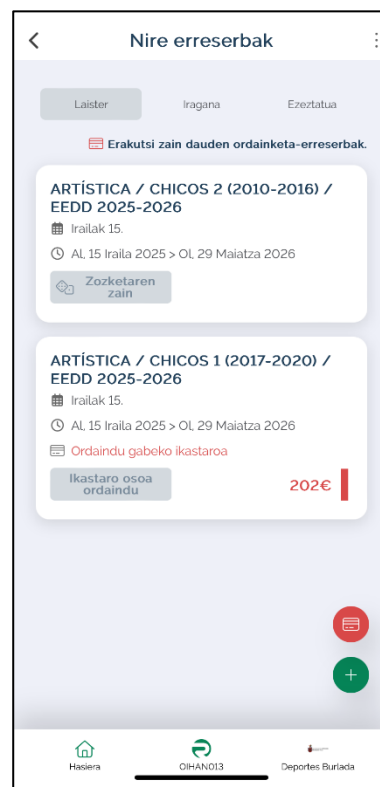 Nire erreserbak
Laister
Iragana
Ezeztatua
Erakutsi zain dauden ordainketa-erreserbak.
ARTÍSTICA / CHICOS 2 (2010-2016) /
EEDD 2025-2026
Irailak 15.
Al, 15 Iraila 2025 > Ol, 29 Maiatza 2026
Zozketaren
zain
ARTÍSTICA / CHICOS 1 (2017-2020) /
EEDD 2025-2026
Irailak 15.
Al, 15 Iraila 2025 > Ol, 29 Maiatza 2026
Ordaindu gabeko ikastaroa
Ikastaro osoa
ordaindu
202€
Hasiera
OIHAN013
Deportes Burlada